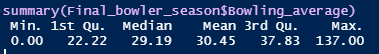 summary(Final_bowler_season$Bowling_average)
Min. 1st Qu. Median Mean 3rd Qu. Max.
0.00 22.22 29.19 30.45 37.83 137.00